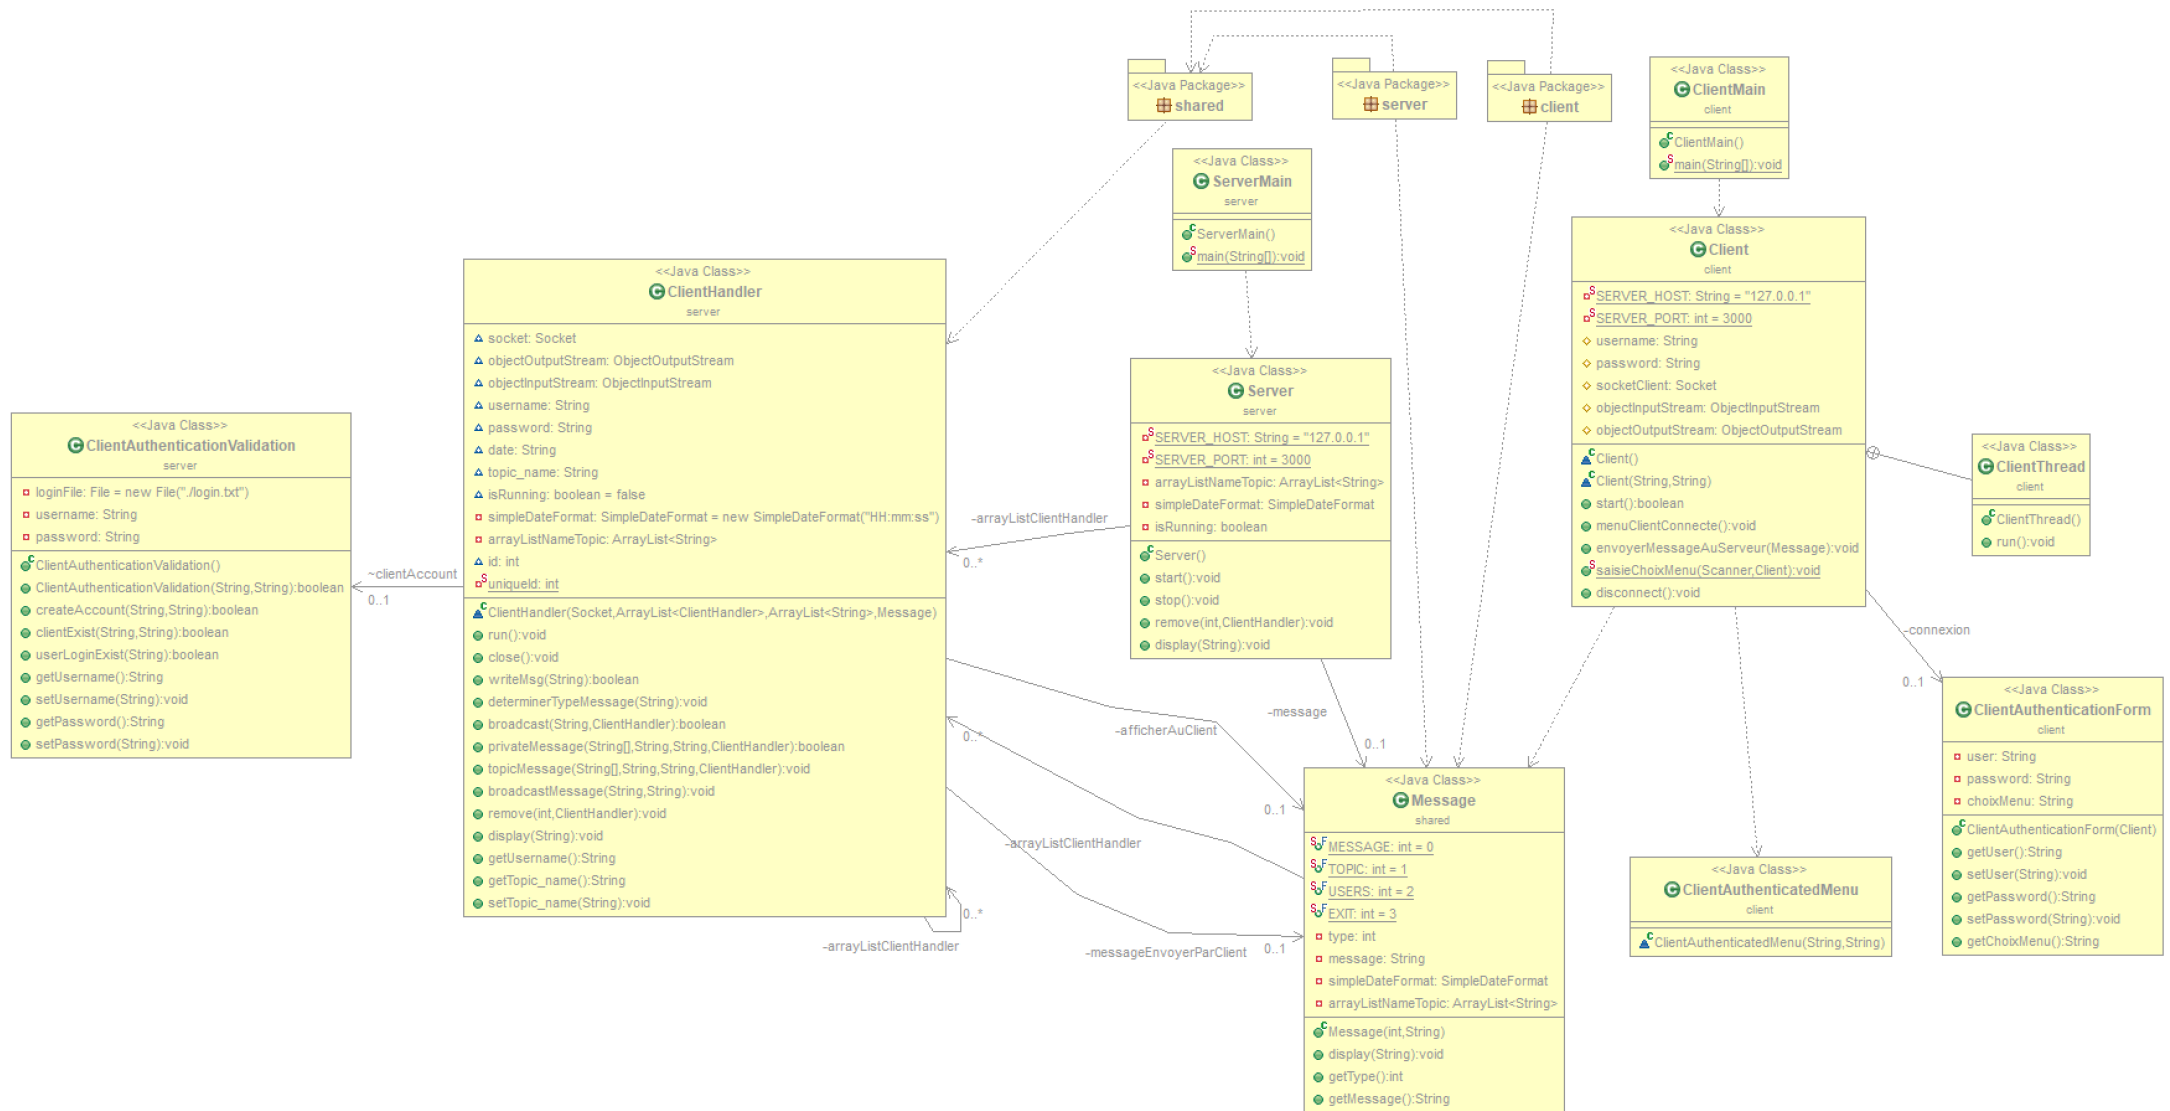 <<Java Package>>
shared
<<Java Package>>
server
<<Java Package>>
client
<<Java Class>>
ClientMain
client
ClientMain()
main(String[]):void
<<Java Class>>
ServerMain
server
ServerMain()
main(String[]):void
<<Java Class>>
Client
client
SERVER_HOST: String = "127.0.0.1"
SERVER_PORT: int = 3000
username: String
password: String
socketClient: Socket
objectInputStream: ObjectInputStream
objectOutputStream: ObjectOutputStream
Client()
Client(String,String)
start():boolean
menuClientConnecte():void
envoyerMessageAuServeur(Message):void
saisieChoixMenu(Scanner,Client):void
disconnect():void
<<Java Class>>
ClientHandler
server
socket: Socket
objectOutputStream: ObjectOutputStream
objectInputStream: ObjectInputStream
username: String
password: String
date: String
topic_name: String
isRunning: boolean = false
simpleDateFormat: SimpleDateFormat = new SimpleDateFormat("HH:mm:ss")
arrayListNameTopic: ArrayList<String>
id: int
uniqueId: int
ClientHandler(Socket,ArrayList<ClientHandler>,ArrayList<String>,Message)
run():void
close():void
writeMsg(String):boolean
determinerTypeMessage(String):void
broadcast(String,ClientHandler):boolean
privateMessage(String[],String,String,ClientHandler):boolean
topicMessage(String[],String,String,ClientHandler):void
broadcastMessage(String,String):void
remove(int,ClientHandler):void
display(String):void
getUsername():String
getTopic_name():String
setTopic_name(String):void
<<Java Class>>
Server
server
SERVER_HOST: String = "127.0.0.1"
SERVER_PORT: int = 3000
arrayListNameTopic: ArrayList<String>
simpleDateFormat: SimpleDateFormat
isRunning: boolean
Server()
start():void
stop():void
remove(int,ClientHandler):void
display(String):void
<<Java Class>>
ClientAuthenticationValidation
server
loginFile: File = new File("./login.txt")
username: String
password: String
ClientAuthenticationValidation()
ClientAuthenticationValidation(String,String):boolean
createAccount(String,String):boolean
clientExist(String,String):boolean
userLoginExist(String):boolean
getUsername():String
setUsername(String):void
getPassword():String
setPassword(String):void
<<Java Class>>
ClientThread
client
ClientThread()
run():void
~clientAccount
0..1
-arrayListClientHandler
0..*
-connexion
0..1
-message
0..1
-afficherAuClient
0..1
0..*
-arrayListClientHandler
-messageEnvoyerParClient
0..1
0..*
-arrayListClientHandler
<<Java Class>>
ClientAuthenticationForm
client
user: String
password: String
choixMenu: String
ClientAuthenticationForm(Client)
getUser():String
setUser(String):void
getPassword():String
setPassword(String):void
getChoixMenu():String
<<Java Class>>
Message
shared
MESSAGE: int = 0
TOPIC: int = 1
USERS: int = 2
EXIT: int = 3
type: int
message: String
simpleDateFormat: SimpleDateFormat
arrayListNameTopic: ArrayList<String>
Message(int,String)
display(String):void
getType():int
getMessage():String
<<Java Class>>
ClientAuthenticatedMenu
client
ClientAuthenticatedMenu(String,String)